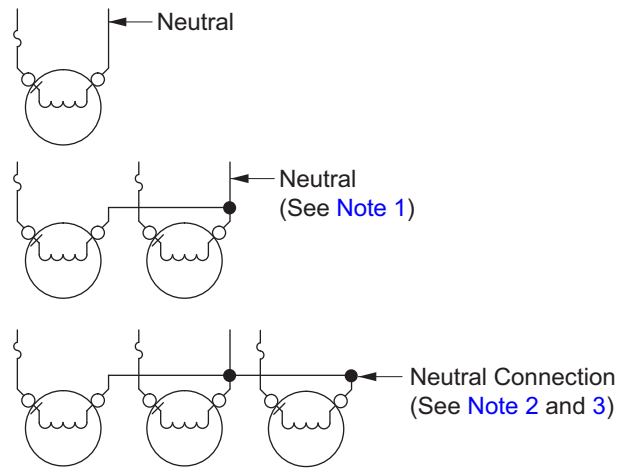 Neutral
Neutral
(See Note 1)
Neutral Connection
(See Note 2 and 3)